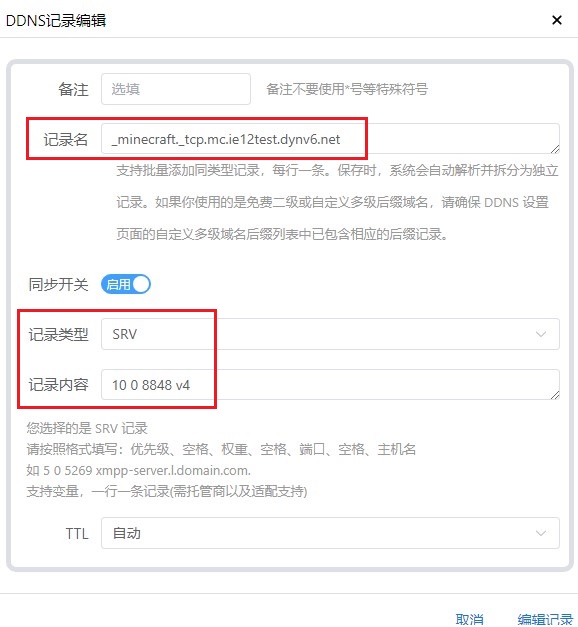 DDNS记录编辑
备注 选填 备注不要使用*号等特殊符号
记录名 _minecraft._tcp.mc.ie12test.dynv6.net
支持批量添加同类型记录，每行一条。保存时，系统会自动解析并拆分为独立
记录。如果你使用的是免费二级或自定义多级后缀域名，请确保 DDNS 设置
页面的自定义多级域名后缀列表中已包含相应的后缀记录。
同步开关 启用
记录类型 SRV
记录内容 10 0 8848 v4
您选择的是 SRV 记录
请按照格式填写：优先级、空格、权重、空格、端口、空格、主机名
如 5 0 5269 xmpp-server.l.domain.com.
支持变量，一行一条记录(需托管商以及适配支持)
TTL 自动
取消 编辑记录